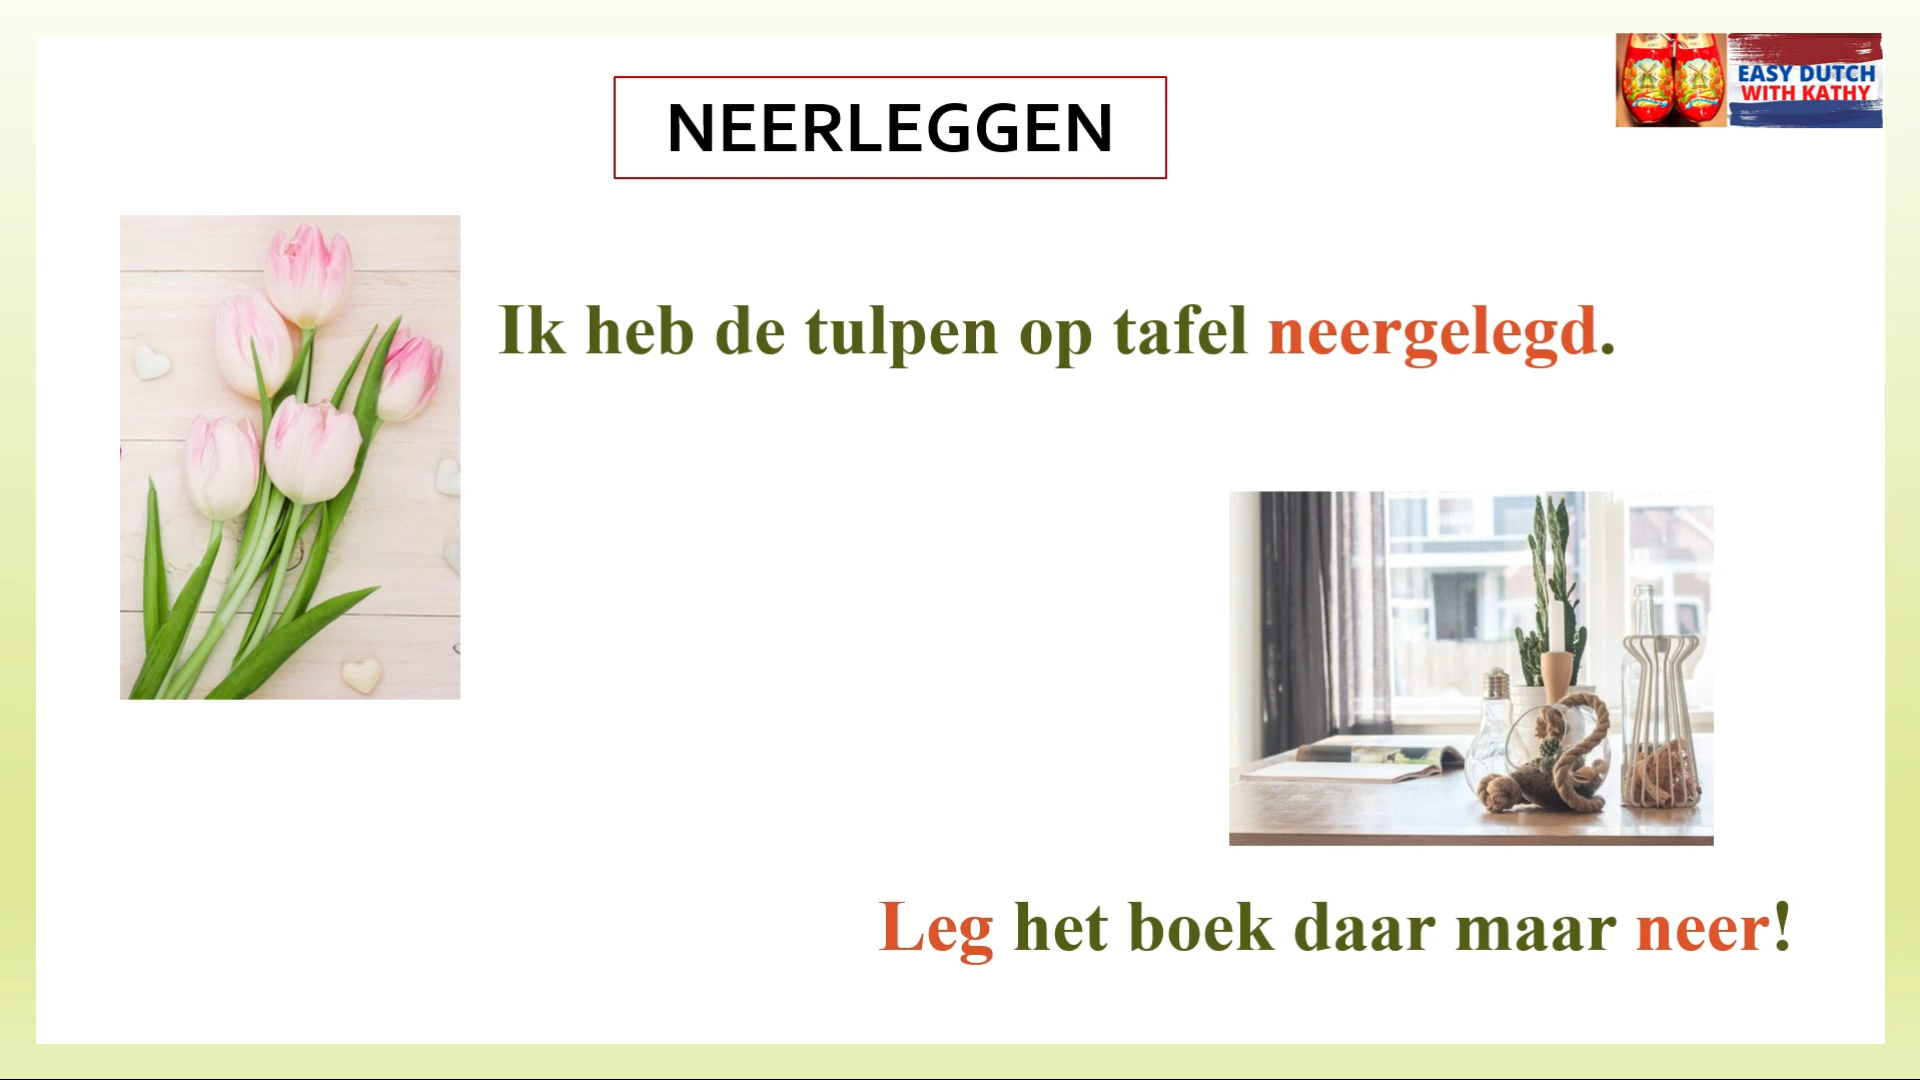 NEERLEGGEN
EASY DUTCH
WITH KATHY
Ik heb de tulpen op tafel neergelegd.
Leg het boek daar maar neer!